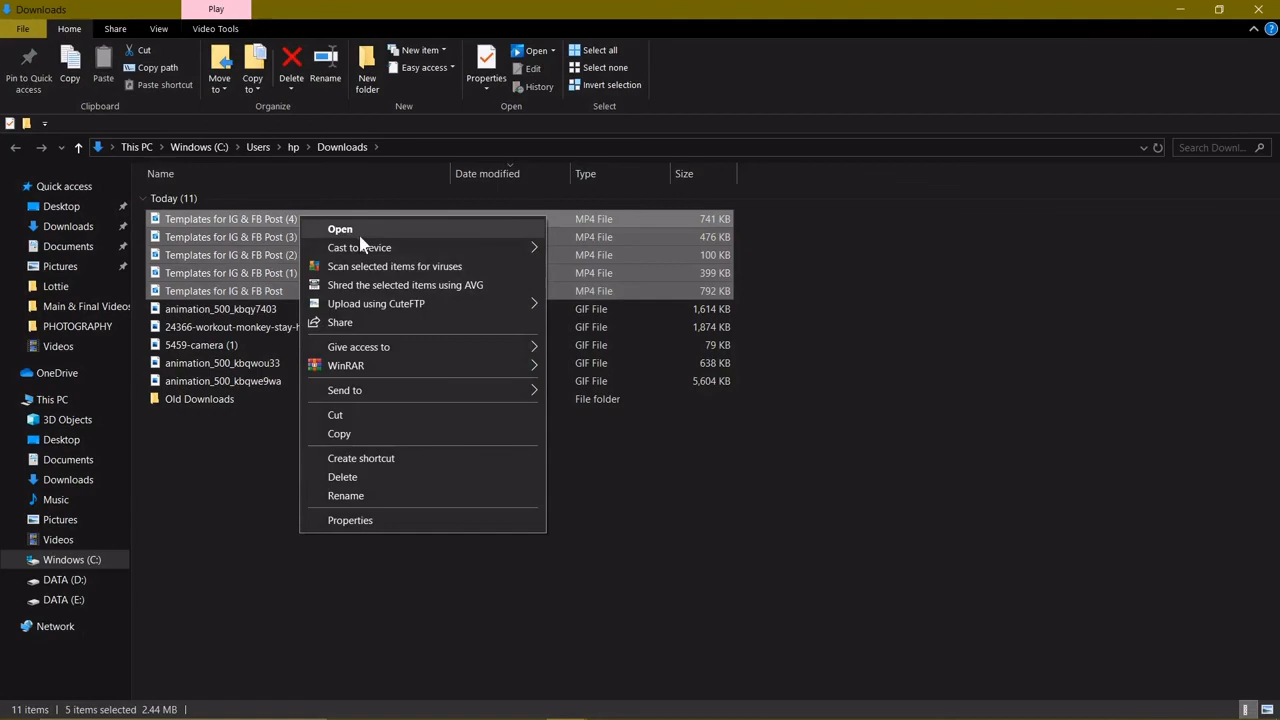 Downloads
Play
File
Home
Share
View
Video Tools
Pin to Quick access
Copy
Paste
Cut
Copy path
Paste shortcut
Clipboard
Move to
Copy to
Delete
Rename
Organize
New folder
New item
Easy access
New
Properties
Open
Edit
History
Open
Select all
Select none
Invert selection
Select
This PC
Windows (C:)
Users
hp
Downloads
Search Downl...
Name
Date modified
Type
Size
Quick access
Desktop
Downloads
Documents
Pictures
Lottie
Main & Final Videos
PHOTOGRAPHY
Videos
OneDrive
This PC
3D Objects
Desktop
Documents
Downloads
Music
Pictures
Videos
Windows (C:)
DATA (D:)
DATA (E:)
Network
Today (11)
Templates for IG & FB Post (4) MP4 File 741 KB
Templates for IG & FB Post (3) MP4 File 476 KB
Templates for IG & FB Post (2) MP4 File 100 KB
Templates for IG & FB Post (1) MP4 File 399 KB
Templates for IG & FB Post MP4 File 792 KB
animation_500_kbqy7403 GIF File 1,614 KB
24366-workout-monkey-stay-h GIF File 1,874 KB
5459-camera (1) GIF File 79 KB
animation_500_kbqwou33 GIF File 638 KB
animation_500_kbqwe9wa GIF File 5,604 KB
Old Downloads File folder
Open
Cast to device
Scan selected items for viruses
Shred the selected items using AVG
Upload using CuteFTP
Share
Give access to
WinRAR
Send to
Cut
Copy
Create shortcut
Delete
Rename
Properties
11 items
5 items selected 2.44 MB